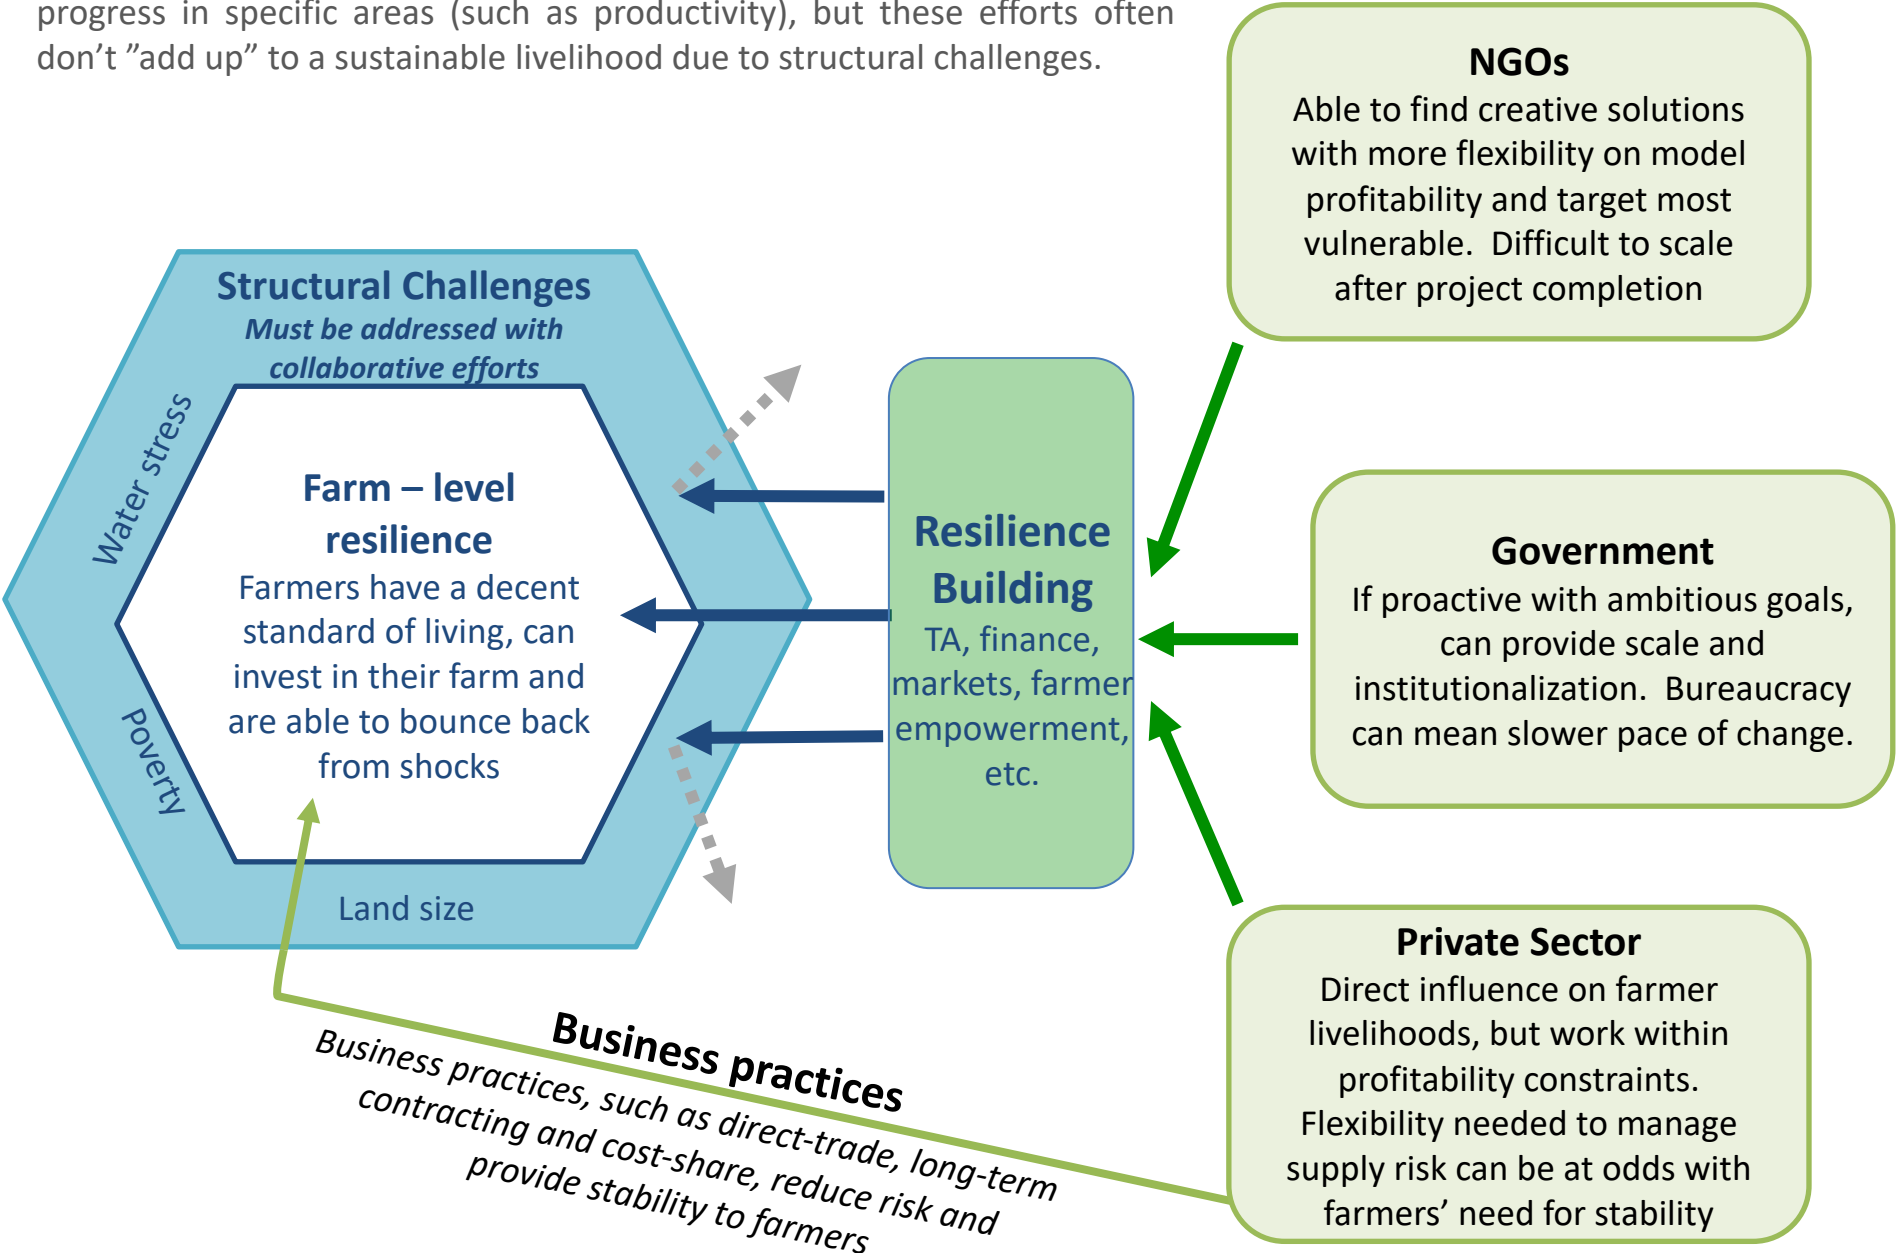 progress in specific areas (such as productivity), but these efforts often
don’t ”add up” to a sustainable livelihood due to structural challenges.
NGOs
Able to find creative solutions
with more flexibility on model
profitability and target most
vulnerable.  Difficult to scale
after project completion
Structural Challenges
Must be addressed with
collaborative efforts
Water stress
Poverty
Land size
Farm – level
resilience
Farmers have a decent
standard of living, can
invest in their farm and
are able to bounce back
from shocks
Resilience
Building
TA, finance,
markets, farmer
empowerment,
etc.
Government
If proactive with ambitious goals,
can provide scale and
institutionalization.  Bureaucracy
can mean slower pace of change.
Private Sector
Direct influence on farmer
livelihoods, but work within
profitability constraints.
Flexibility needed to manage
supply risk can be at odds with
farmers’ need for stability
Business practices
Business practices, such as direct-trade, long-term
contracting and cost-share, reduce risk and
provide stability to farmers